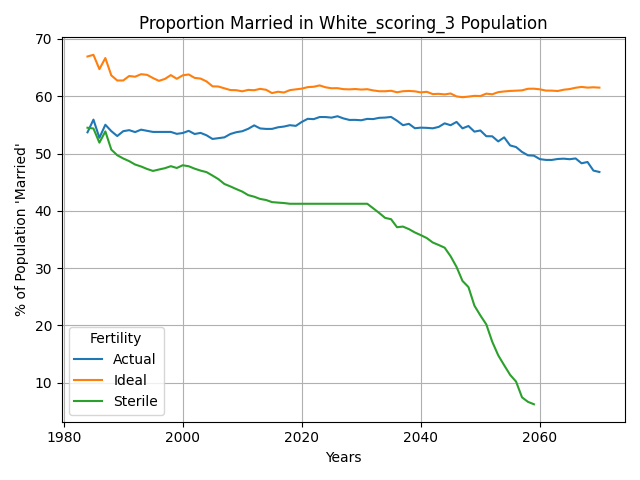 Proportion Married in White_scoring_3 Population
% of Population 'Married'
70
60
50
40
30
20
10
Fertility
Actual
Ideal
Sterile
1980
2000
2020
2040
2060
Years